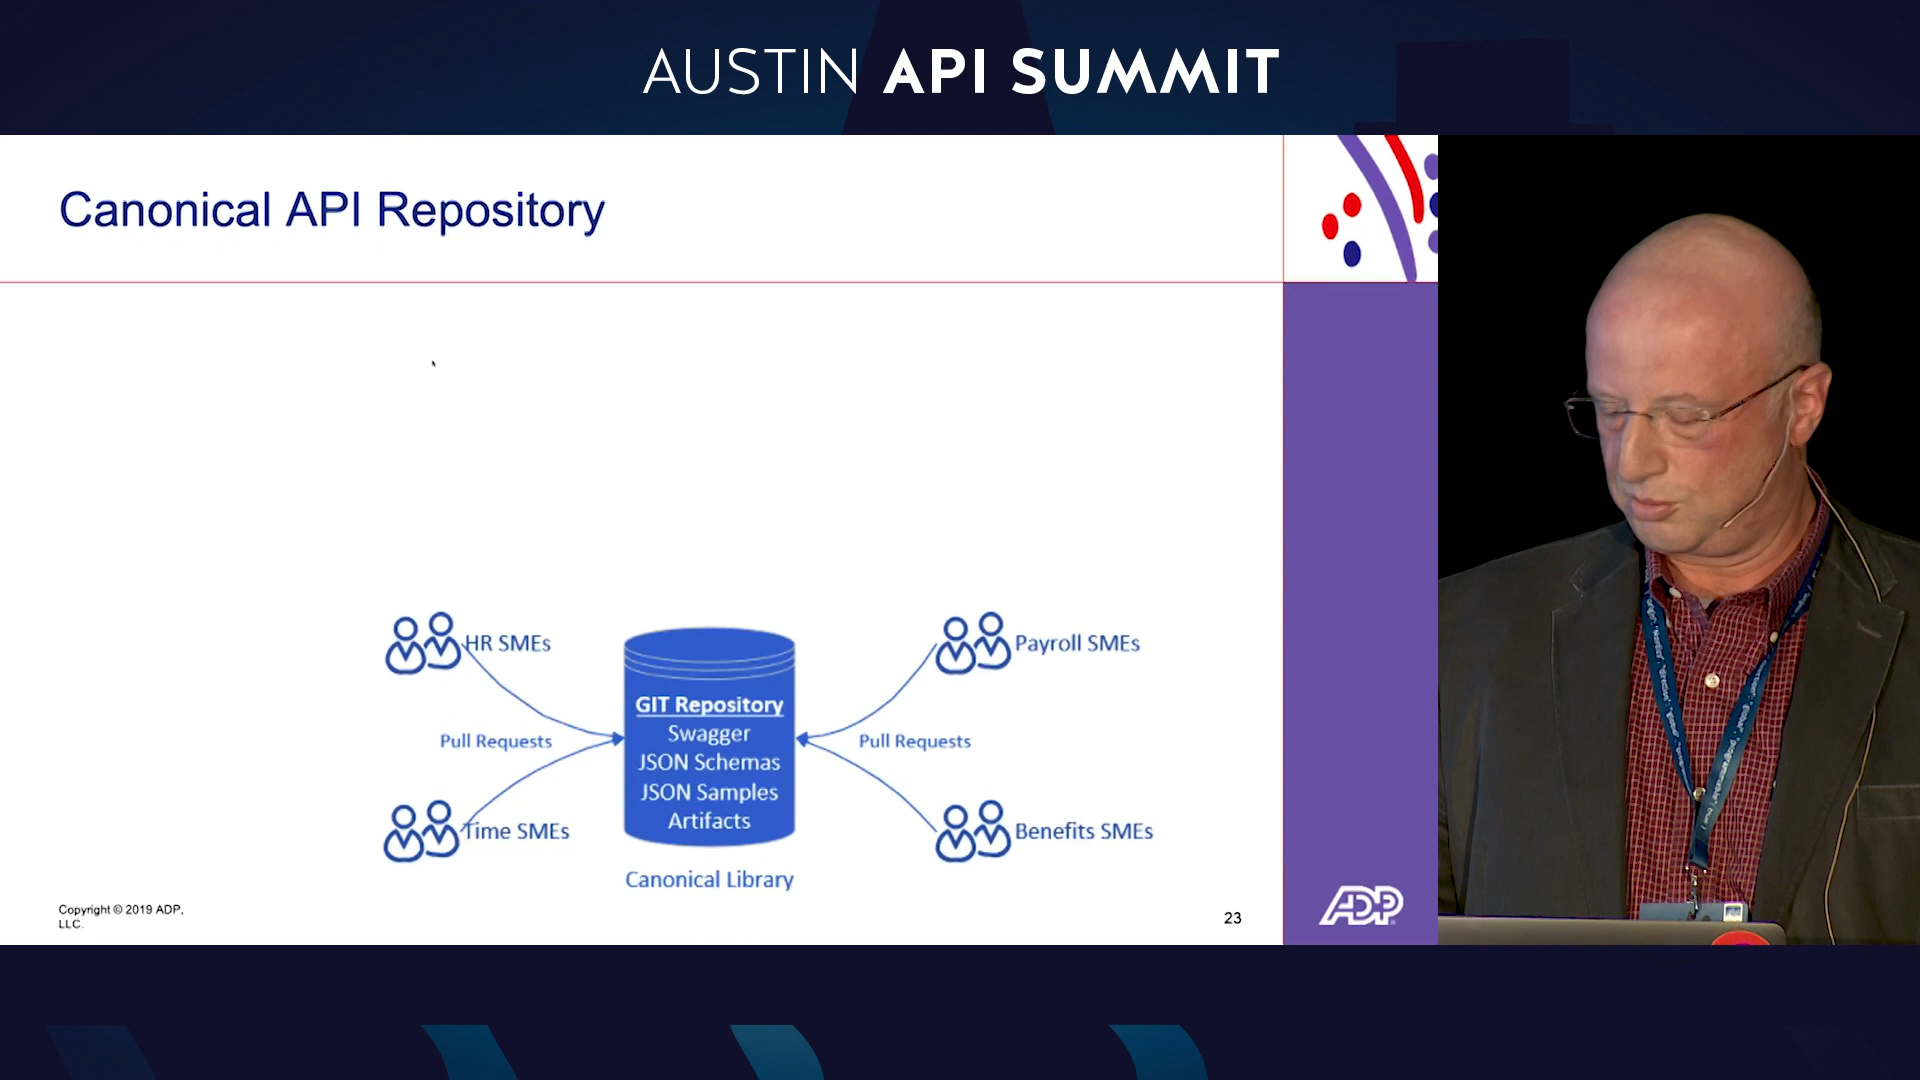 AUSTIN API SUMMIT
Canonical API Repository
HR SMEs
Payroll SMEs
GIT Repository
Swagger
JSON Schemas
JSON Samples
Artifacts
Pull Requests
Pull Requests
Time SMEs
Benefits SMEs
Canonical Library
Copyright © 2019 ADP,
LLC.
23
ADP